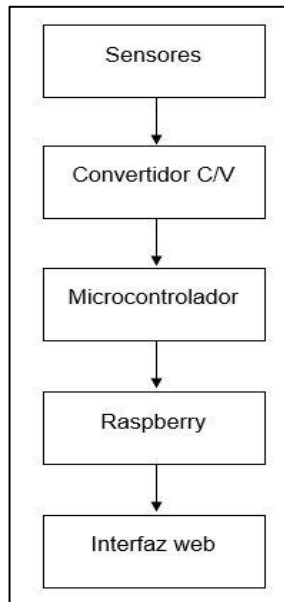 Sensores
Convertidor C/V
Microcontrolador
Raspberry
Interfaz web